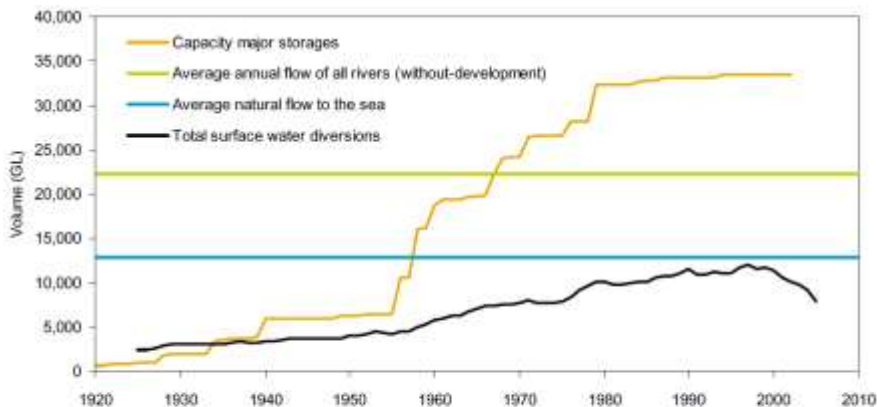 40,000
35,000
30,000
25,000
20,000
15,000
10,000
5,000
0
Volume (GL)
Capacity major storages
Average annual flow of all rivers (without-development)
Average natural flow to the sea
Total surface water diversions
1920 1930 1940 1950 1960 1970 1980 1990 2000 2010